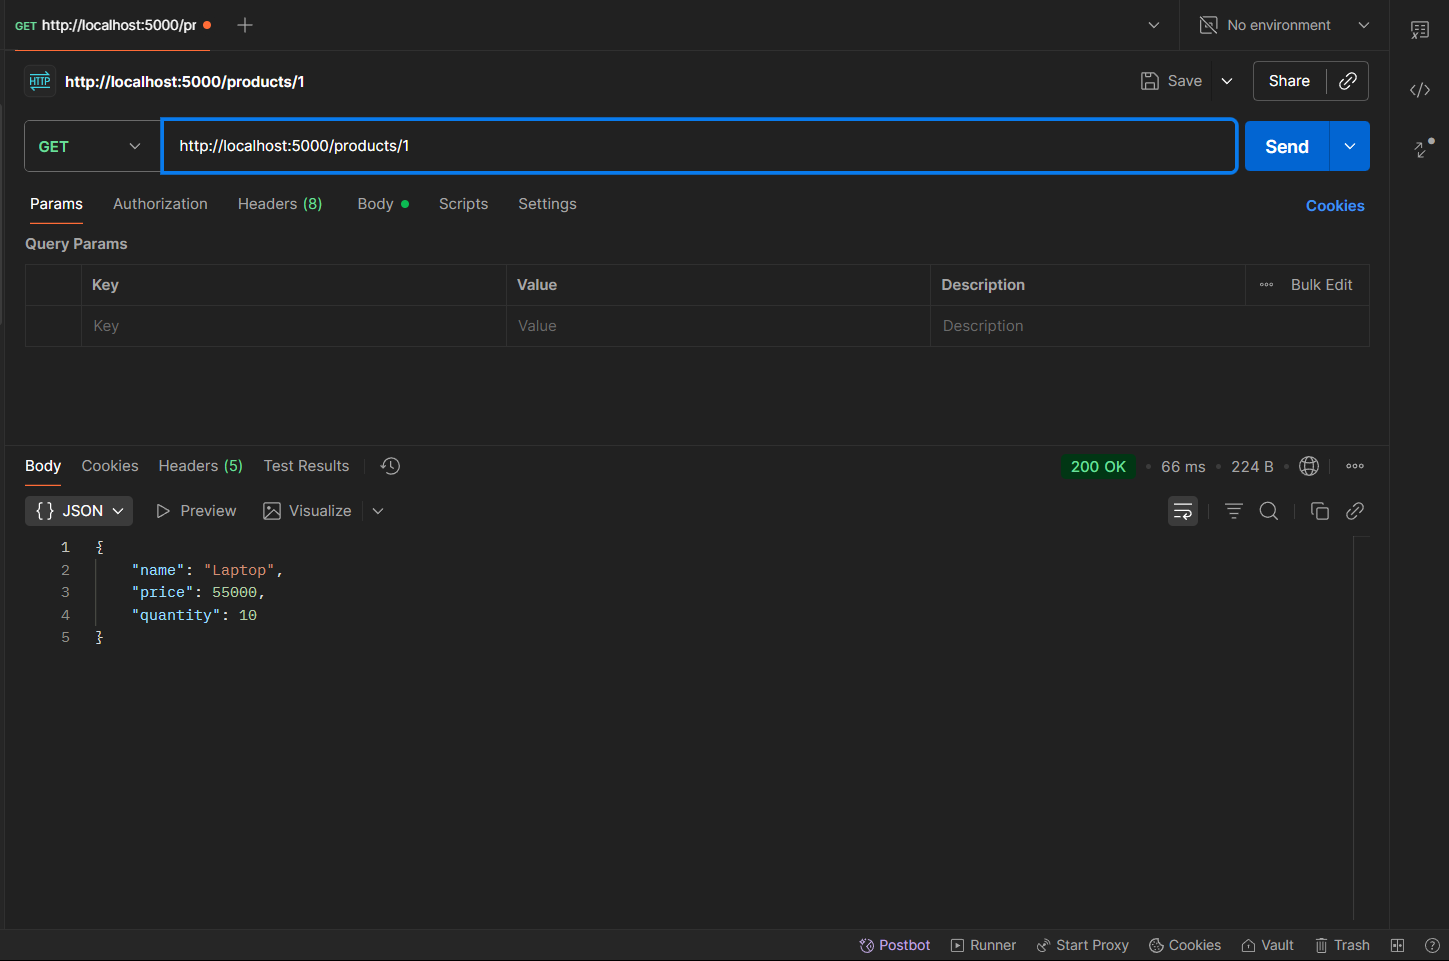 GET http://localhost:5000/pr
No environment
HTTP http://localhost:5000/products/1
Save
Share
GET
http://localhost:5000/products/1
Send
Params
Authorization
Headers (8)
Body
Scripts
Settings
Cookies
Query Params
Key
Value
Description
Bulk Edit
Key
Value
Description
Body
Cookies
Headers (5)
Test Results
200 OK
66 ms
224 B
{} JSON
Preview
Visualize
1 {
2 "name": "Laptop",
3 "price": 55000,
4 "quantity": 10
5 }
Postbot
Runner
Start Proxy
Cookies
Vault
Trash